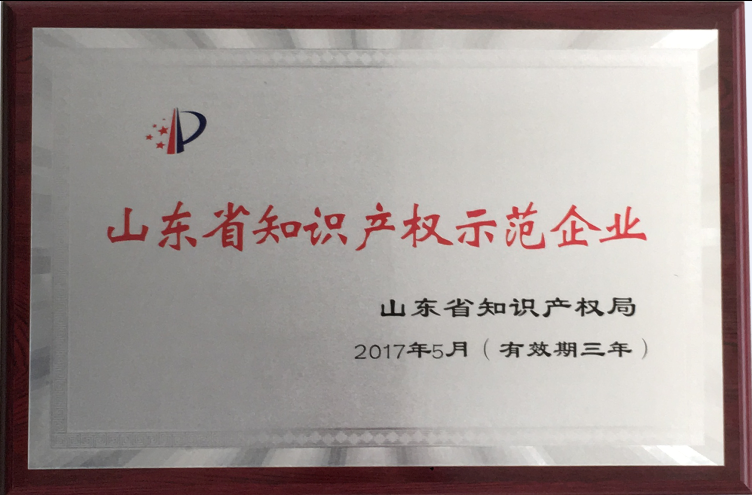 山东省知识产权示范企业
山东省知识产权局
2017年5月（有效期三年）